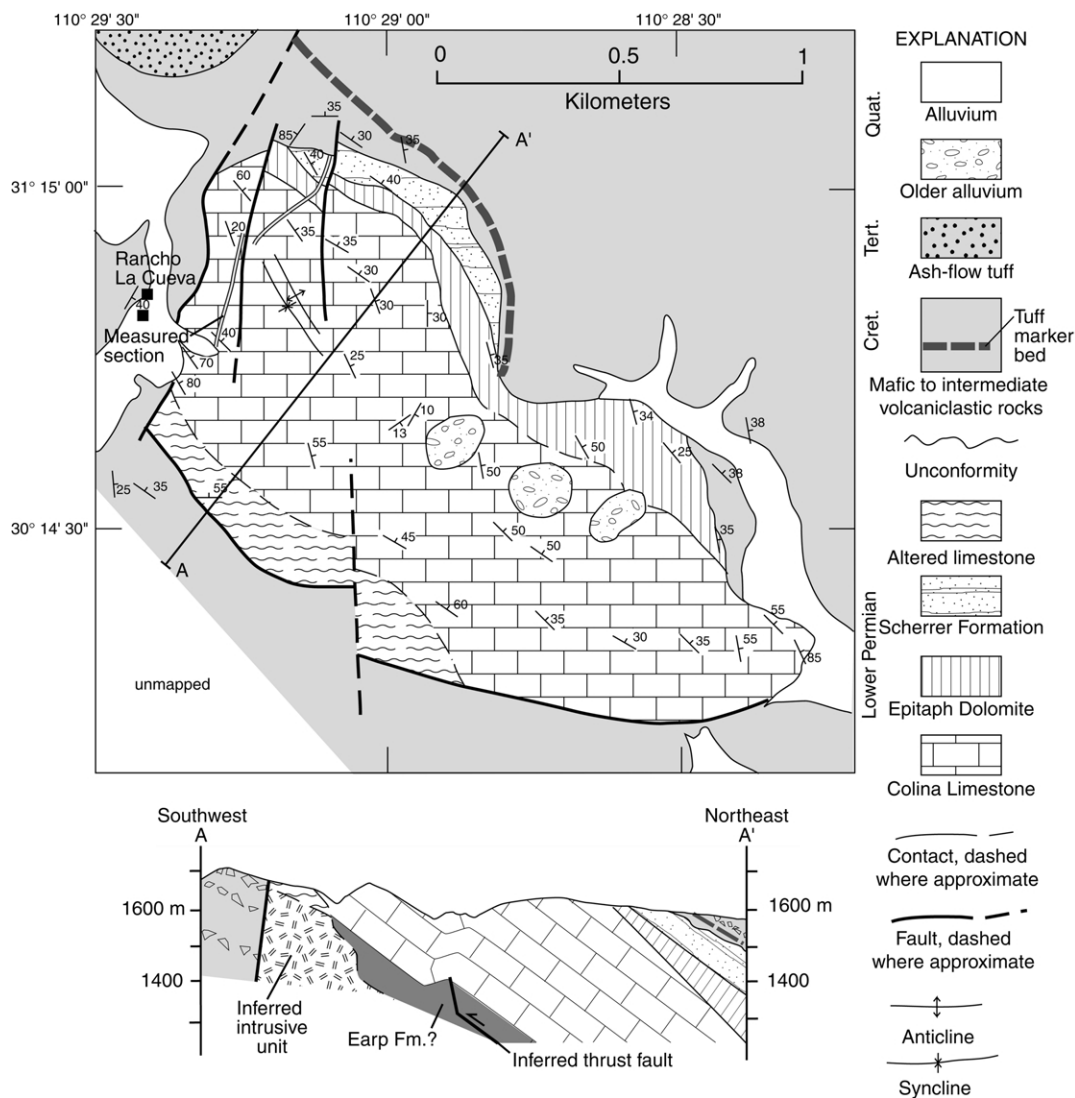 110° 29' 30"
110° 29' 00"
110° 28' 30"
31° 15' 00"
30° 14' 30"
0
0.5
1
Kilometers
A'
35
85
30
35
40
40
60
20
35
35
30
30
30
Rancho
La Cueva
40
Measured
section
40
70
80
25
35
10
13
34
38
25
38
55
50
50
25
35
55
35
45
50
50
A
60
35
30
35
55
55
85
unmapped
EXPLANATION
Quat.
Alluvium
Older alluvium
Tert.
Ash-flow tuff
Cret.
Tuff
marker
bed
Mafic to intermediate
volcaniclastic rocks
Unconformity
Lower Permian
Altered limestone
Scherrer Formation
Epitaph Dolomite
Colina Limestone
Contact, dashed
where approximate
Fault, dashed
where approximate
Anticline
Syncline
Southwest
A
Northeast
A'
1600 m
1600 m
1400
1400
Inferred
intrusive
unit
Earp Fm.?
Inferred thrust fault